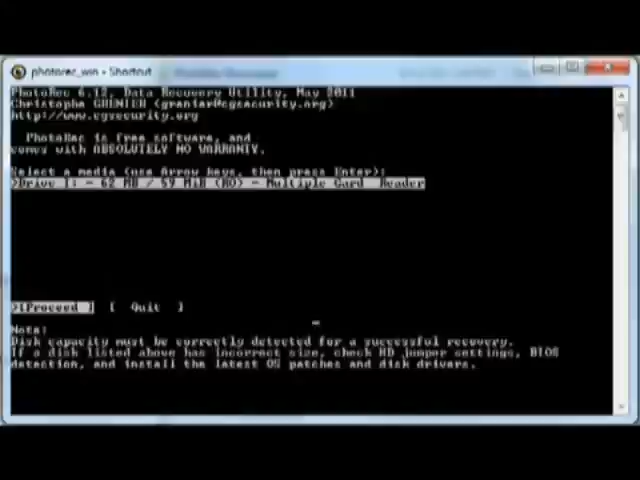 photorec_win - Shortcut
PhotoRec 6.12, Data Recovery Utility, May 2011
Christophe GRENIER (grenier@cgsecurity.org)
http://www.cgsecurity.org
PhotoRec is free software, and
comes with ABSOLUTELY NO WARRANTY.
Select a media (use Arrow keys, then press Enter):
>Drive I: - 62 MB / 59 MiB (RO) - Multiple Card  Reader
>[Proceed ]  [  Quit  ]
Note:
Disk capacity must be correctly detected for a successful recovery.
If a disk listed above has incorrect size, check HD jumper settings, BIOS
detection, and install the latest OS patches and disk drivers.